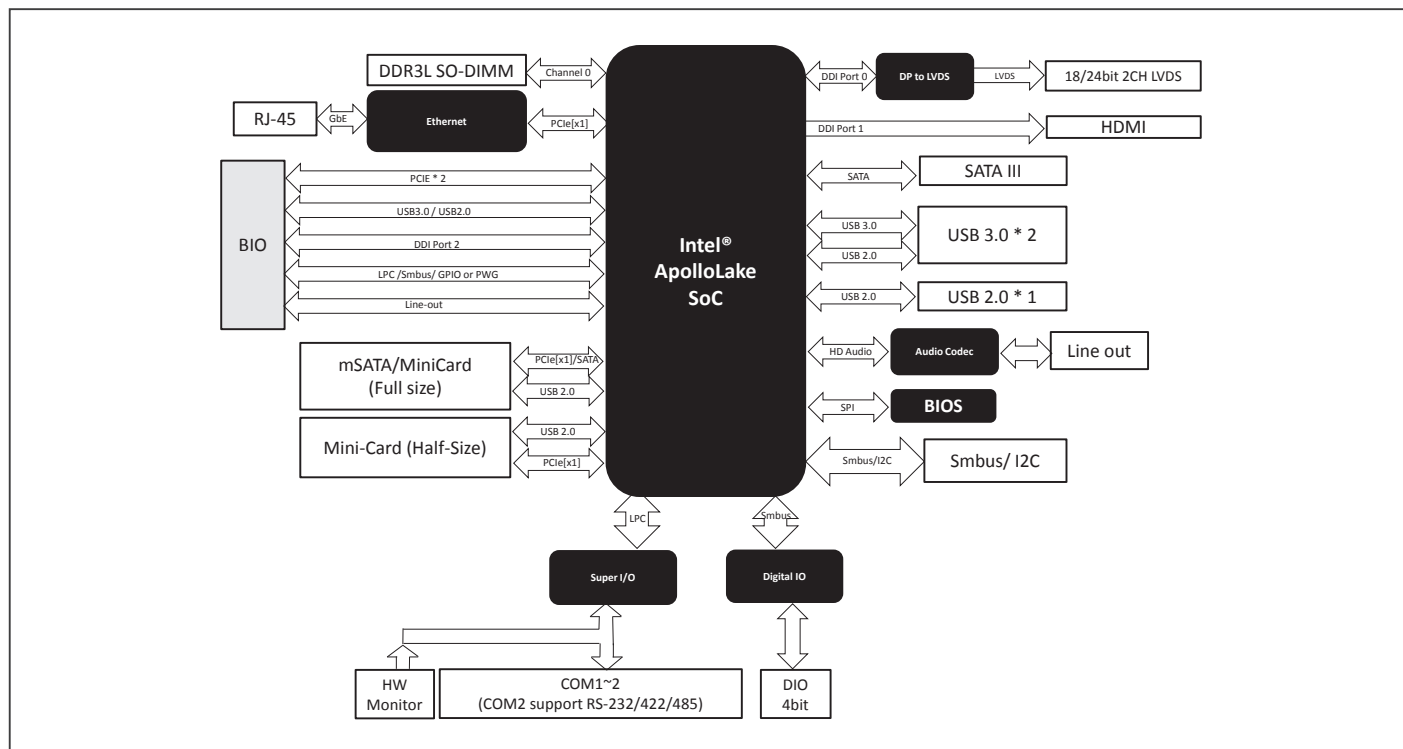 DDR3L SO-DIMM
Channel 0
RJ-45
GbE
Ethernet
PCIe[x1]
BIO
PCIE * 2
USB3.0 / USB2.0
DDI Port 2
LPC /Smbus/ GPIO or PWG
Line-out
mSATA/MiniCard
(Full size)
PCIe[x1]/SATA
USB 2.0
Mini-Card (Half-Size)
USB 2.0
PCIe[x1]
Intel®
ApolloLake
SoC
DDI Port 0
DP to LVDS
LVDS
18/24bit 2CH LVDS
DDI Port 1
HDMI
SATA
SATA III
USB 3.0
USB 2.0
USB 3.0 * 2
USB 2.0
USB 2.0 * 1
HD Audio
Audio Codec
Line out
SPI
BIOS
Smbus/I2C
Smbus/ I2C
LPC
Smbus
Super I/O
Digital IO
HW
Monitor
COM1~2
(COM2 support RS-232/422/485)
DIO
4bit